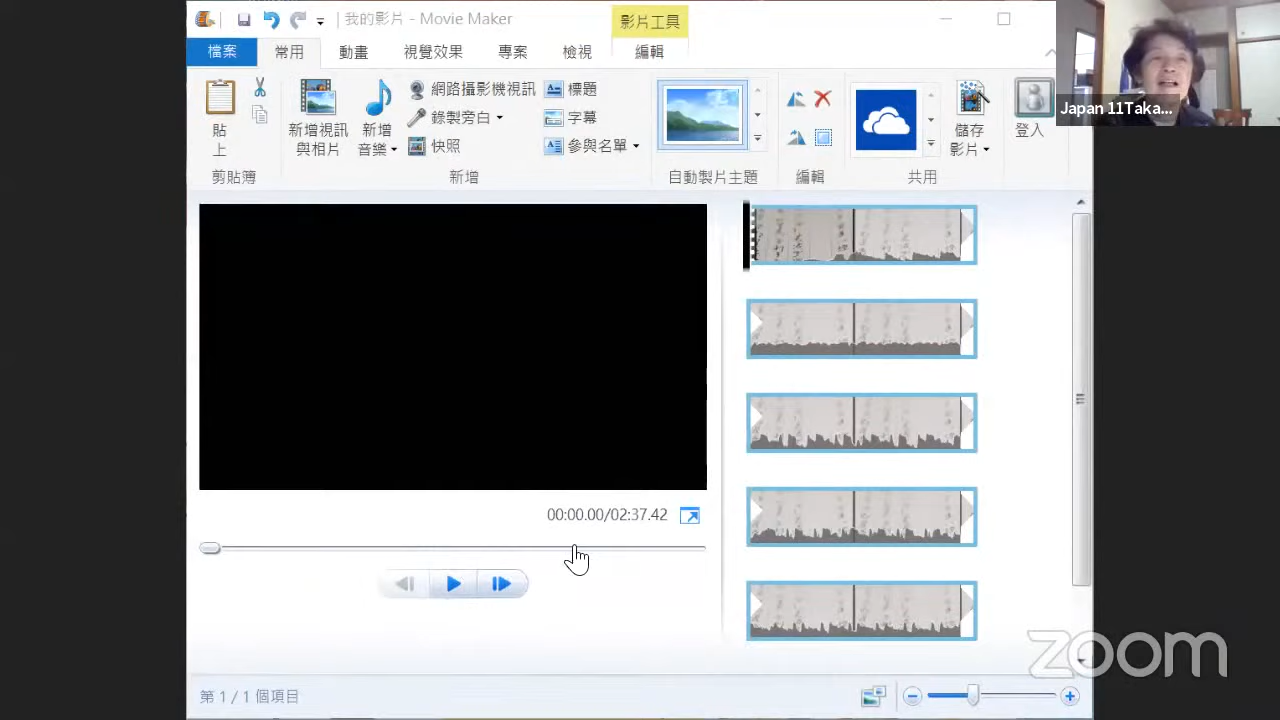 我的影片 - Movie Maker
影片工具
檔案
常用
動畫
視覺效果
專案
檢視
編輯
貼上
剪貼簿
新增視訊與相片
新增音樂
網路攝影機視訊
錄製旁白
快照
標題
字幕
參與名單
新增
自動製片主題
編輯
儲存影片
共用
登入
Japan 11Taka...
00:00.00/02:37.42
第 1 / 1 個項目
zoom